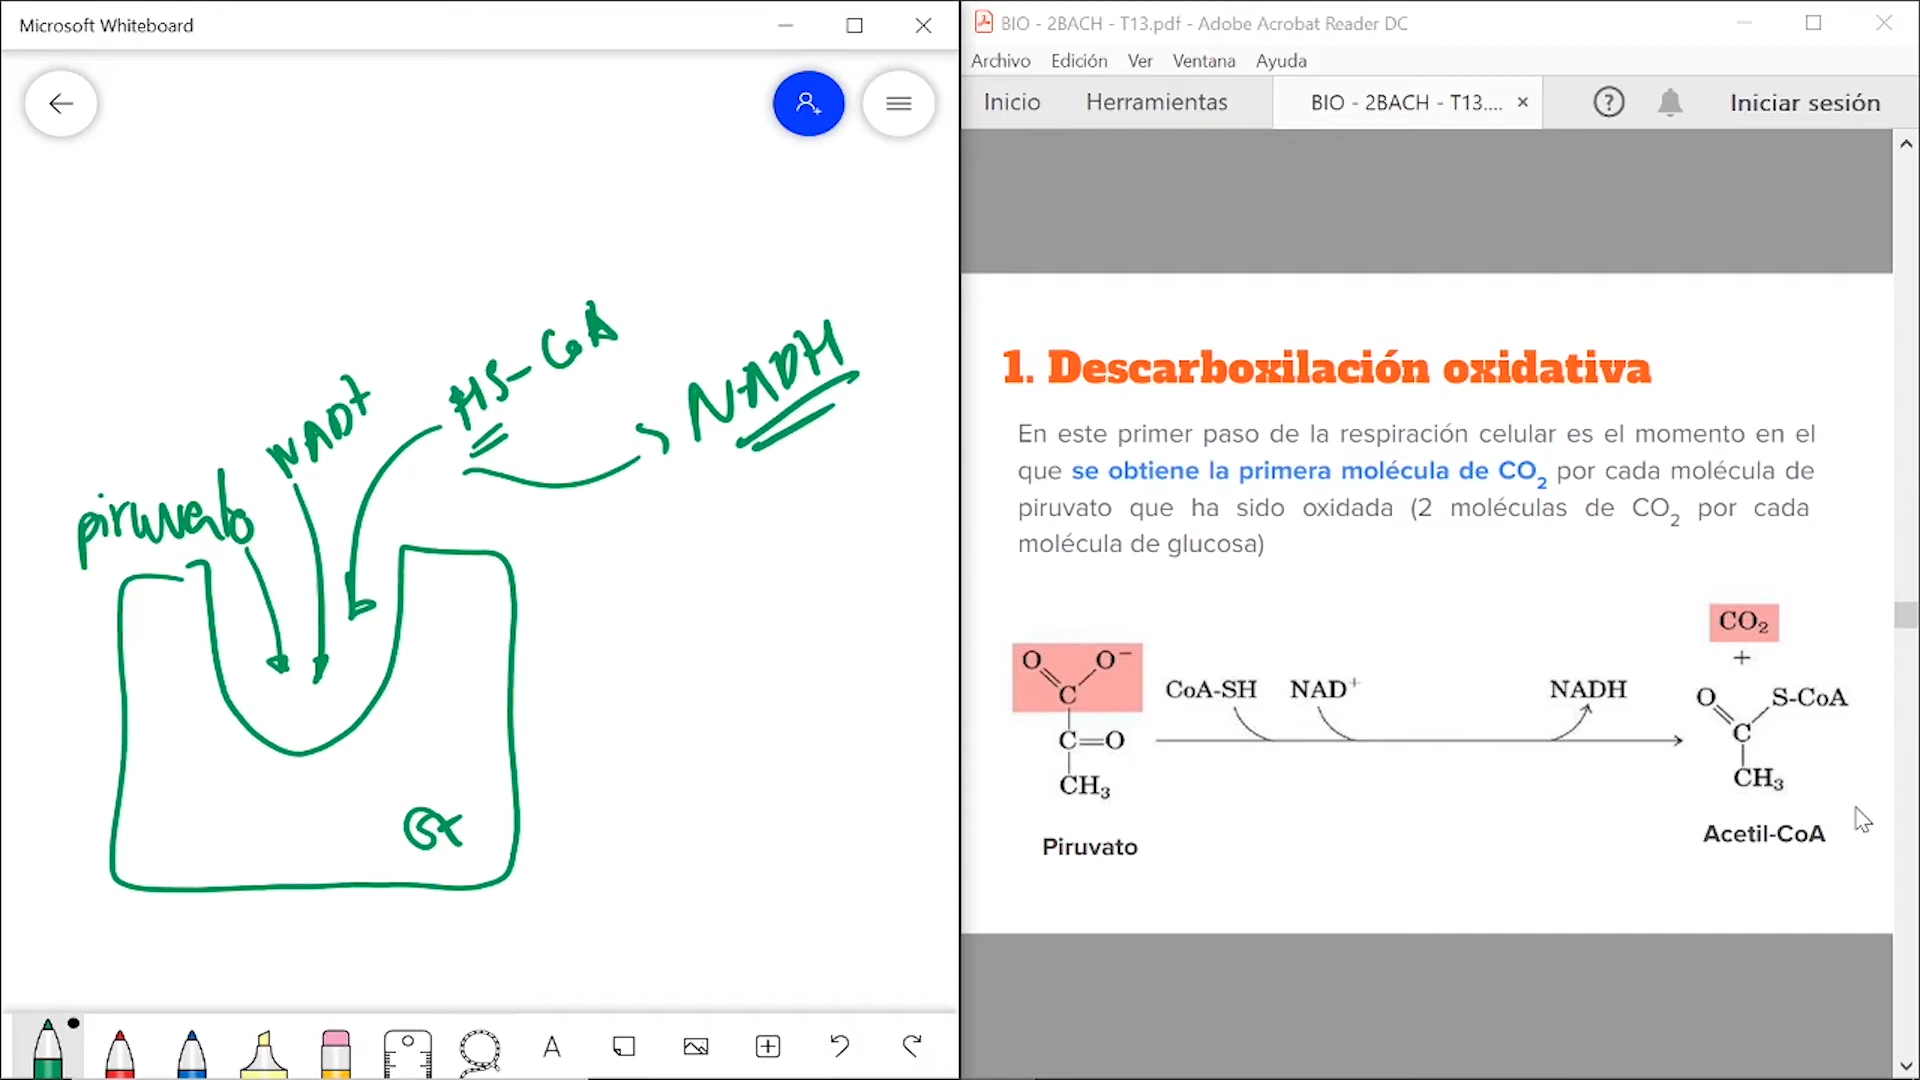 Microsoft Whiteboard
HS-CoA
NADH
NAD+
piruvato
BIO - 2BACH - T13.pdf - Adobe Acrobat Reader DC
Archivo Edición Ver Ventana Ayuda
Inicio Herramientas BIO - 2BACH - T13.... × Iniciar sesión
1. Descarboxilación oxidativa
En este primer paso de la respiración celular es el momento en el
que se obtiene la primera molécula de CO₂ por cada molécula de
piruvato que ha sido oxidada (2 moléculas de CO₂ por cada
molécula de glucosa)
CO₂
+
O O⁻
C
C=O
CH₃
Piruvato
CoA-SH NAD⁺ NADH
O S-CoA
C
CH₃
Acetil-CoA